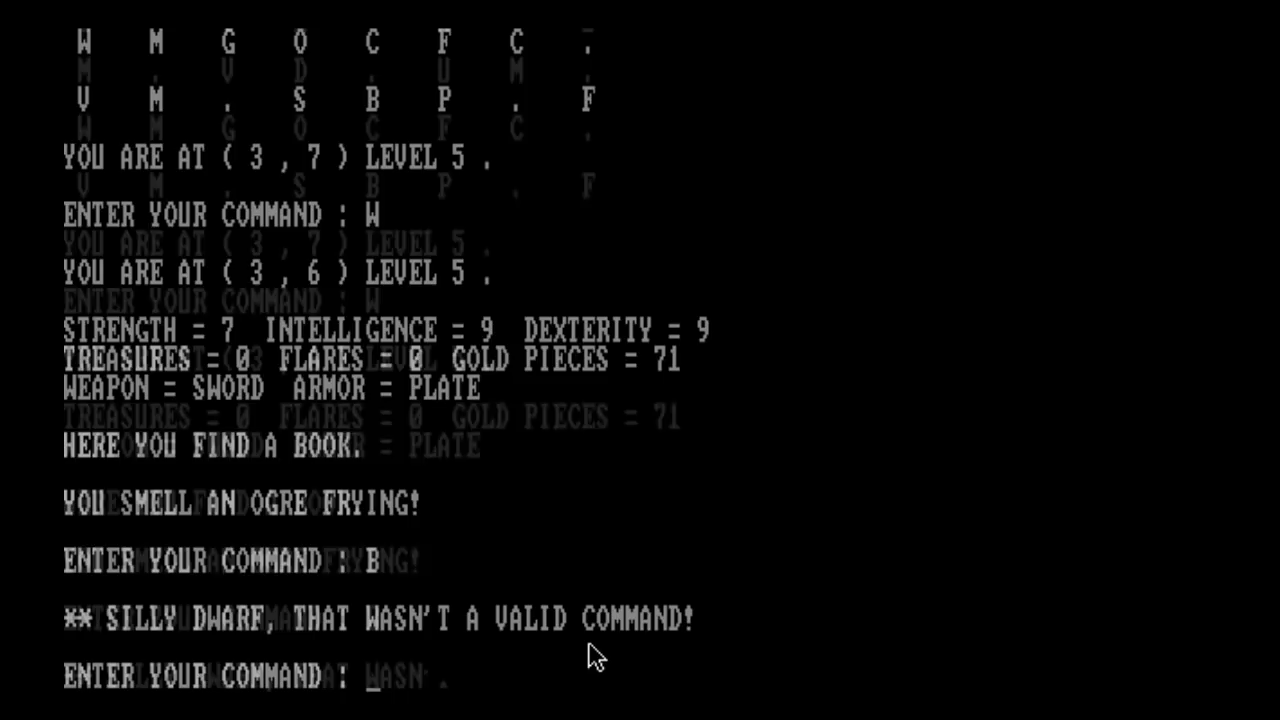 W M G O C F C .
V M . S B P . F
YOU ARE AT ( 3 , 7 ) LEVEL 5 .
ENTER YOUR COMMAND : W
YOU ARE AT ( 3 , 6 ) LEVEL 5 .
STRENGTH = 7 INTELLIGENCE = 9 DEXTERITY = 9
TREASURES = 0 FLARES = 0 GOLD PIECES = 71
WEAPON = SWORD ARMOR = PLATE
HERE YOU FIND A BOOK.
YOU SMELL AN OGRE FRYING!
ENTER YOUR COMMAND : B
** SILLY DWARF, THAT WASN'T A VALID COMMAND!
ENTER YOUR COMMAND : _